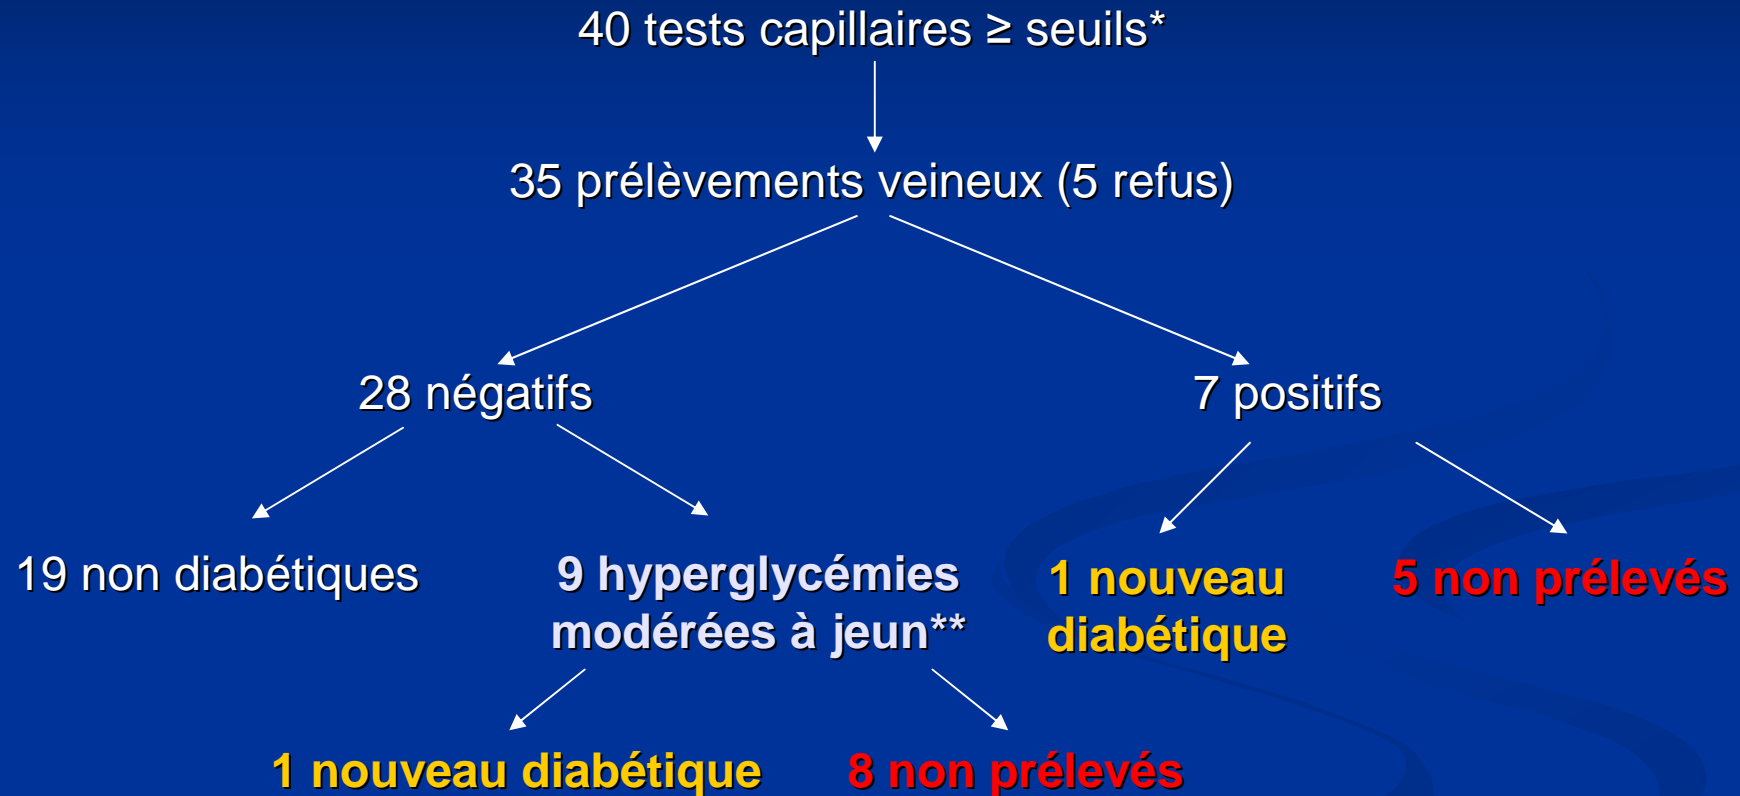 40 tests capillaires ≥ seuils*
35 prélèvements veineux (5 refus)
28 négatifs
7 positifs
19 non diabétiques
9 hyperglycémies
modérées à jeun**
1 nouveau
diabétique
5 non prélevés
1 nouveau diabétique
8 non prélevés